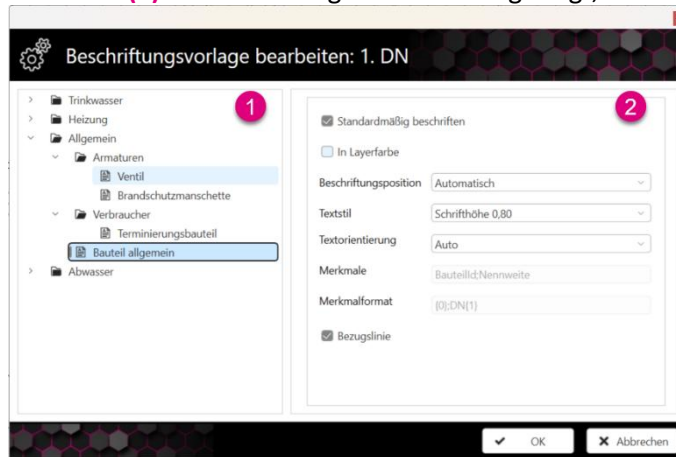 Beschriftungsvorlage bearbeiten: 1. DN
Trinkwasser
Heizung
Allgemein
Armaturen
Ventil
Brandschutzmanschette
Verbraucher
Terminierungsbauteil
Bauteil allgemein
Abwasser
1
2
Standardmäßig beschriften
In Layerfarbe
Beschriftungsposition Automatisch
Textstil Schrifthöhe 0,80
Textorientierung Auto
Merkmale BauteilId;Nennweite
Merkmalformat {0};DN{1}
Bezugslinie
OK Abbrechen